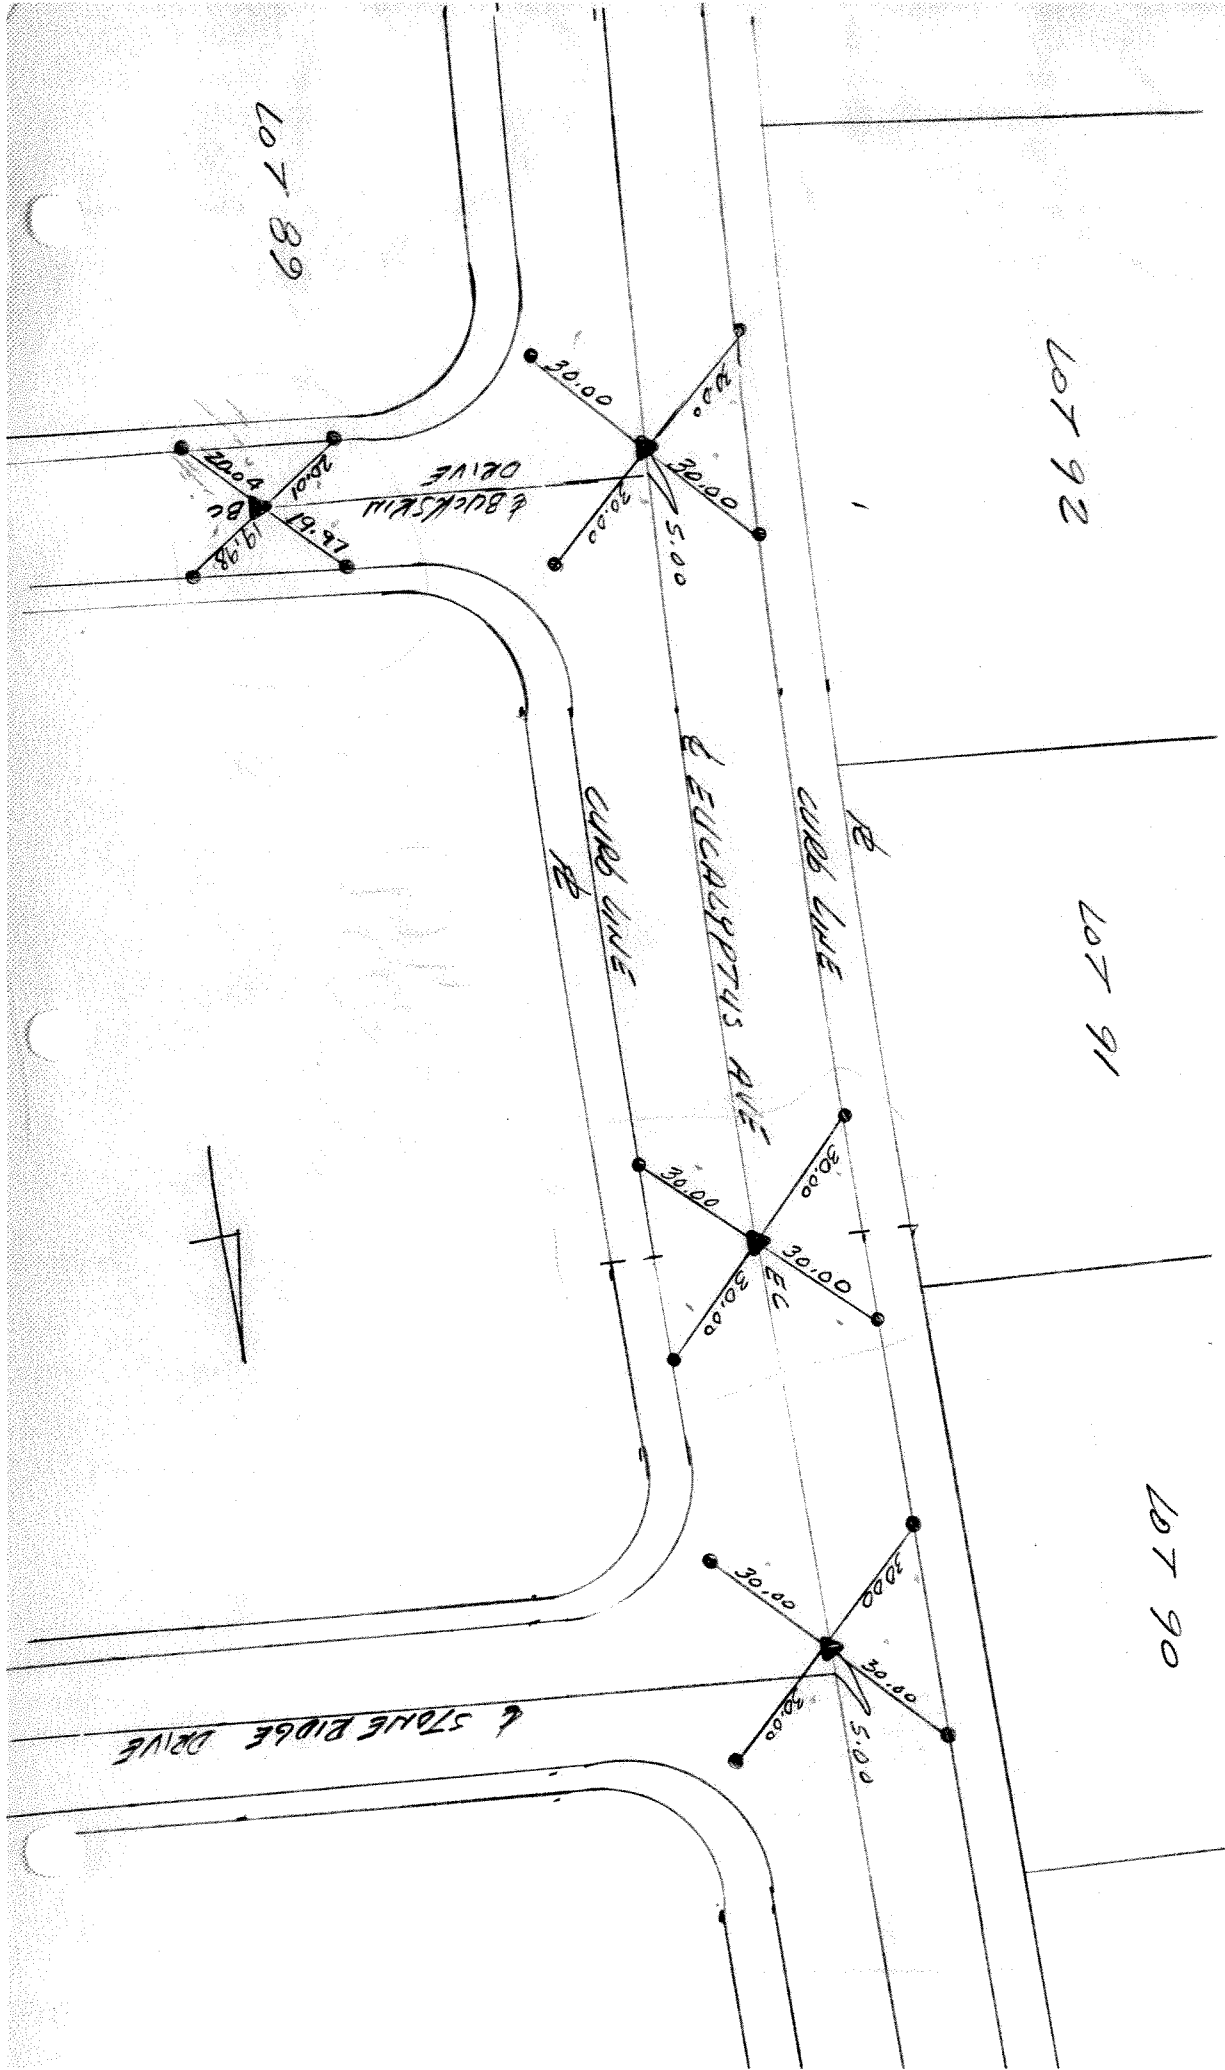 LOT 89
LOT 92
LOT 91
LOT 90
30.00
30.00
30.00
30.00
5.00
20.04
20.01
19.97
19.98
BC
℄ BUCKSKIN
DRIVE
℄ EUCALYPTUS AVE
CURB LINE
CURB LINE
℄
℄
30.00
30.00
30.00
30.00
EC
30.00
30.00
30.00
30.00
5.00
℄ STONE RIDGE DRIVE